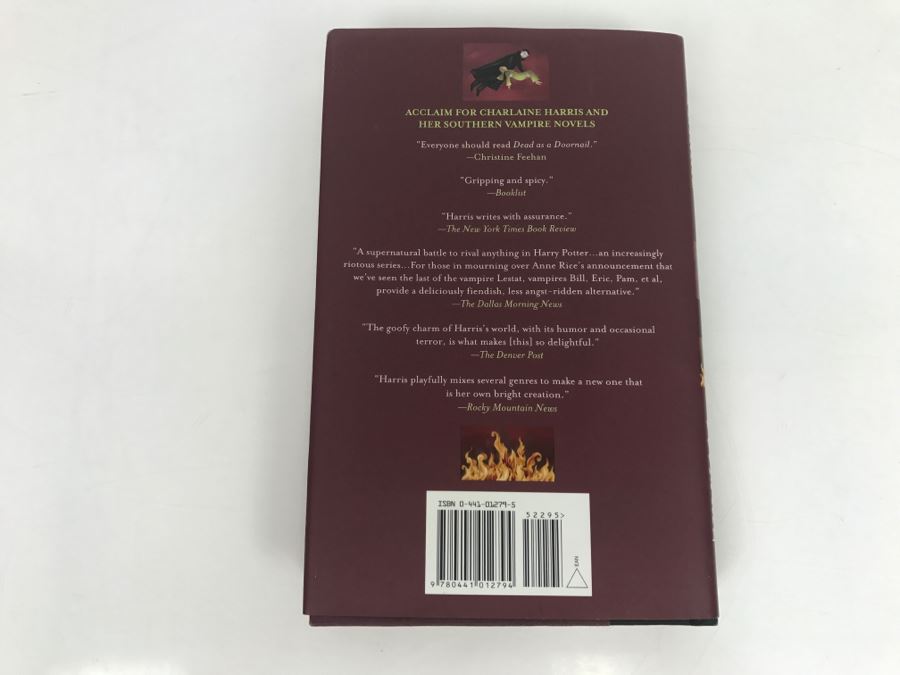 ACCLAIM FOR CHARLAINE HARRIS AND
HER SOUTHERN VAMPIRE NOVELS
"Everyone should read Dead as a Doornail."
—Christine Feehan
"Gripping and spicy."
—Booklist
"Harris writes with assurance."
—The New York Times Book Review
"A supernatural battle to rival anything in Harry Potter...an increasingly
riotous series...For those in mourning over Anne Rice's announcement that
we've seen the last of the vampire Lestat, vampires Bill, Eric, Pam, et al,
provide a deliciously fiendish, less angst-ridden alternative."
—The Dallas Morning News
"The goofy charm of Harris's world, with its humor and occasional
terror, is what makes [this] so delightful."
—The Denver Post
"Harris playfully mixes several genres to make a new one that
is her own bright creation."
—Rocky Mountain News
ISBN 0-441-01279-5
52295>
9 780441 012794
EAN